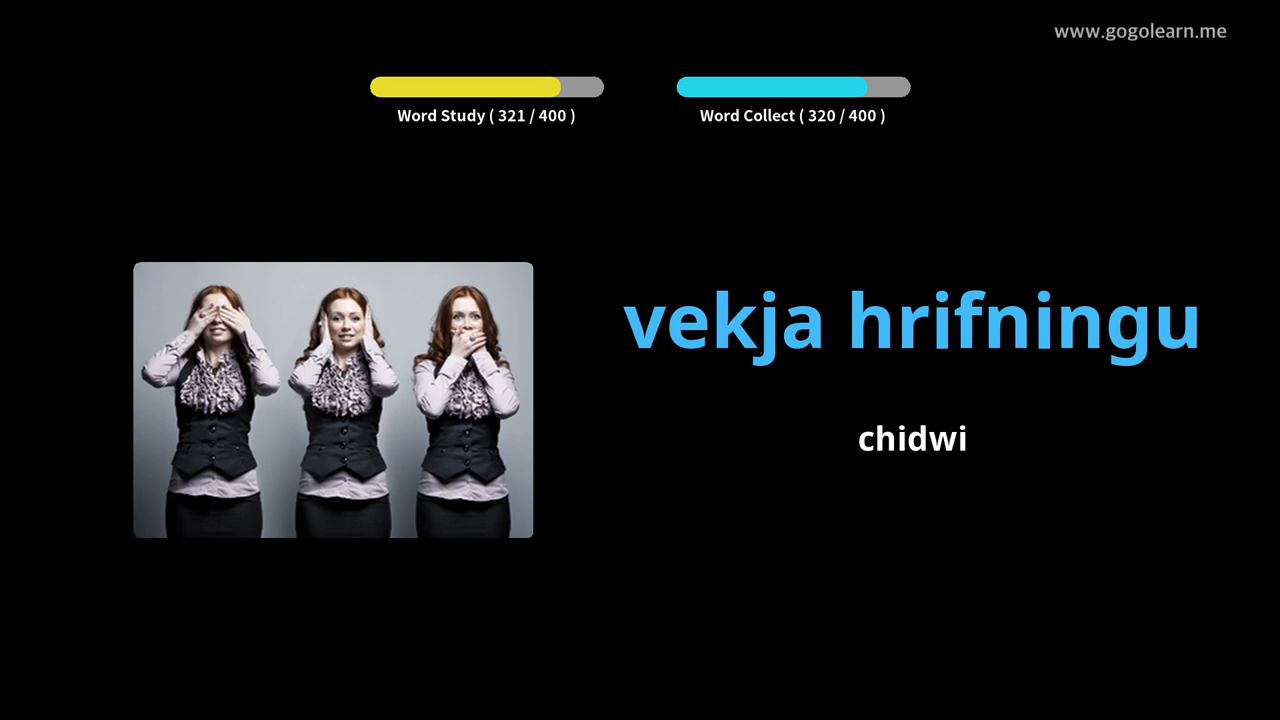 www.gogolearn.me
Word Study ( 321 / 400 )
Word Collect ( 320 / 400 )
vekja hrifningu
chidwi